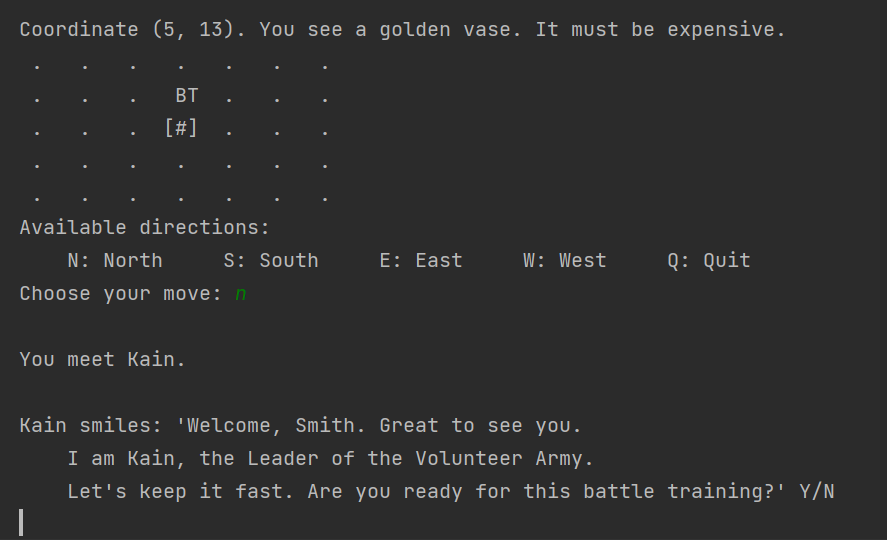 Coordinate (5, 13). You see a golden vase. It must be expensive.
.   .   .   .   .   .   .
.   .   .   BT  .   .   .
.   .   .  [#]  .   .   .
.   .   .   .   .   .   .
.   .   .   .   .   .   .
Available directions:
N: North     S: South     E: East     W: West     Q: Quit
Choose your move: n
You meet Kain.
Kain smiles: 'Welcome, Smith. Great to see you.
I am Kain, the Leader of the Volunteer Army.
Let's keep it fast. Are you ready for this battle training?' Y/N